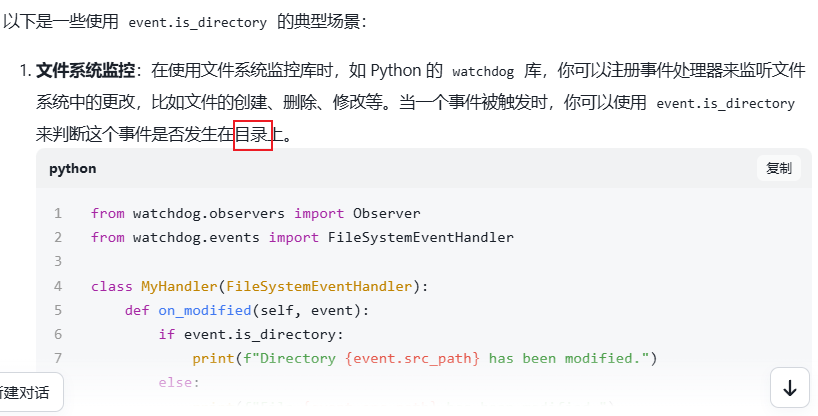 以下是一些使用 event.is_directory 的典型场景：
1. 文件系统监控：在使用文件系统监控库时，如 Python 的 watchdog 库，你可以注册事件处理器来监听文件
系统中的更改，比如文件的创建、删除、修改等。当一个事件被触发时，你可以使用 event.is_directory
来判断这个事件是否发生在目录上。
python 复制
1 from watchdog.observers import Observer
2 from watchdog.events import FileSystemEventHandler
3
4 class MyHandler(FileSystemEventHandler):
5 def on_modified(self, event):
6 if event.is_directory:
7 print(f"Directory {event.src_path} has been modified.")
else:
建对话